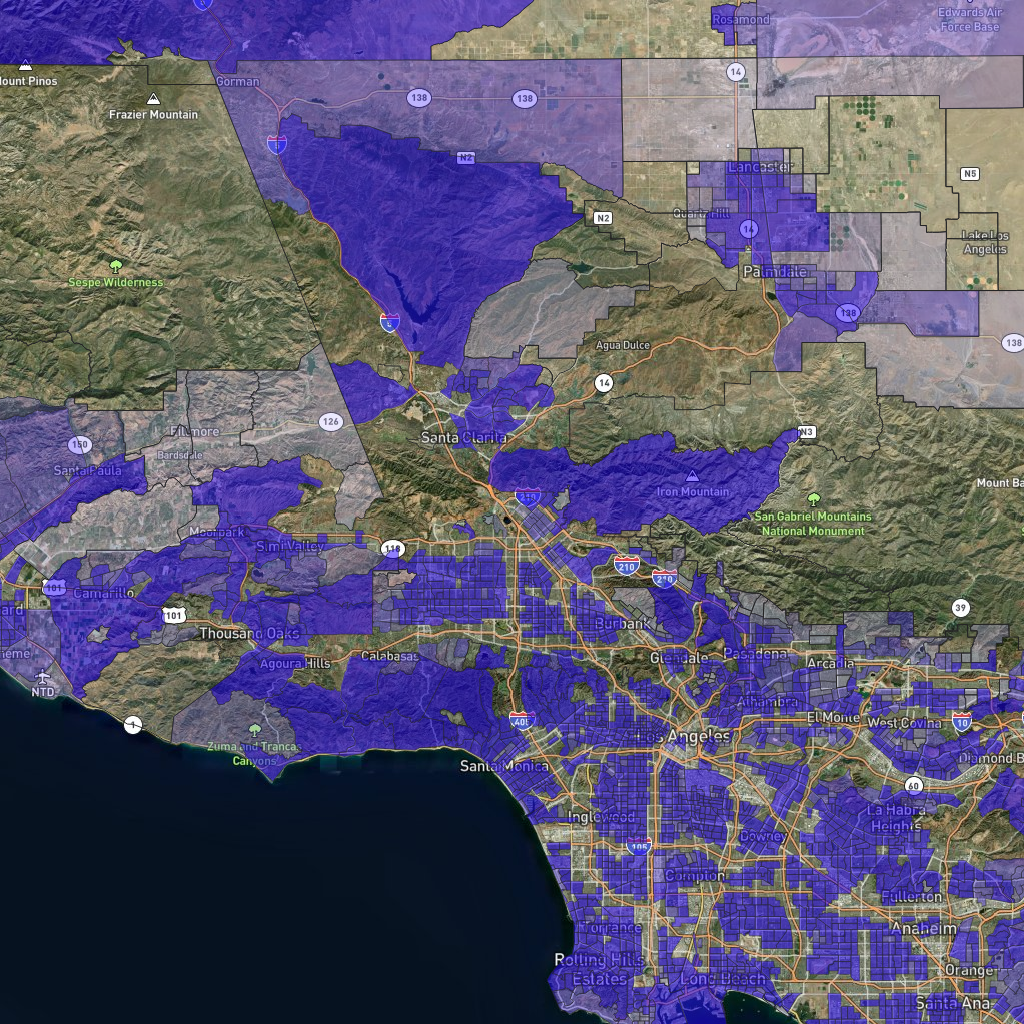 Rosamond
Edwards Air
Force Base
14
Mount Pinos
Gorman
138
138
Frazier Mountain
5
N2
Lancaster
N5
N2
Quartz Hill
14
Lake Los
Angeles
Sespe Wilderness
Palmdale
138
5
138
Agua Dulce
14
126
Fillmore
Santa Clarita
N3
150
Bardsdale
Santa Paula
Iron Mountain
210
Mount Ba
San Gabriel Mountains
National Monument
Moorpark
Simi Valley
118
210
210
101
Camarillo
39
ard
101
Burbank
Thousand Oaks
eme
Calabasas
Glendale
Pasadena
Agoura Hills
Arcadia
NTD
Alhambra
1
405
El Monte
West Covina
10
Zuma and Trancas
Canyons
Los Angeles
Santa Monica
Diamond B
60
Inglewood
La Habra
Heights
Downey
105
Compton
Fullerton
Torrance
Anaheim
Rolling Hills
Estates
Long Beach
Orange
Santa Ana